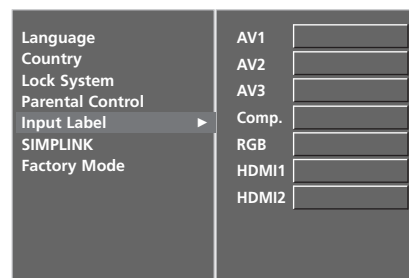 Language
Country
Lock System
Parental Control
Input Label ►
SIMPLINK
Factory Mode
AV1
AV2
AV3
Comp.
RGB
HDMI1
HDMI2